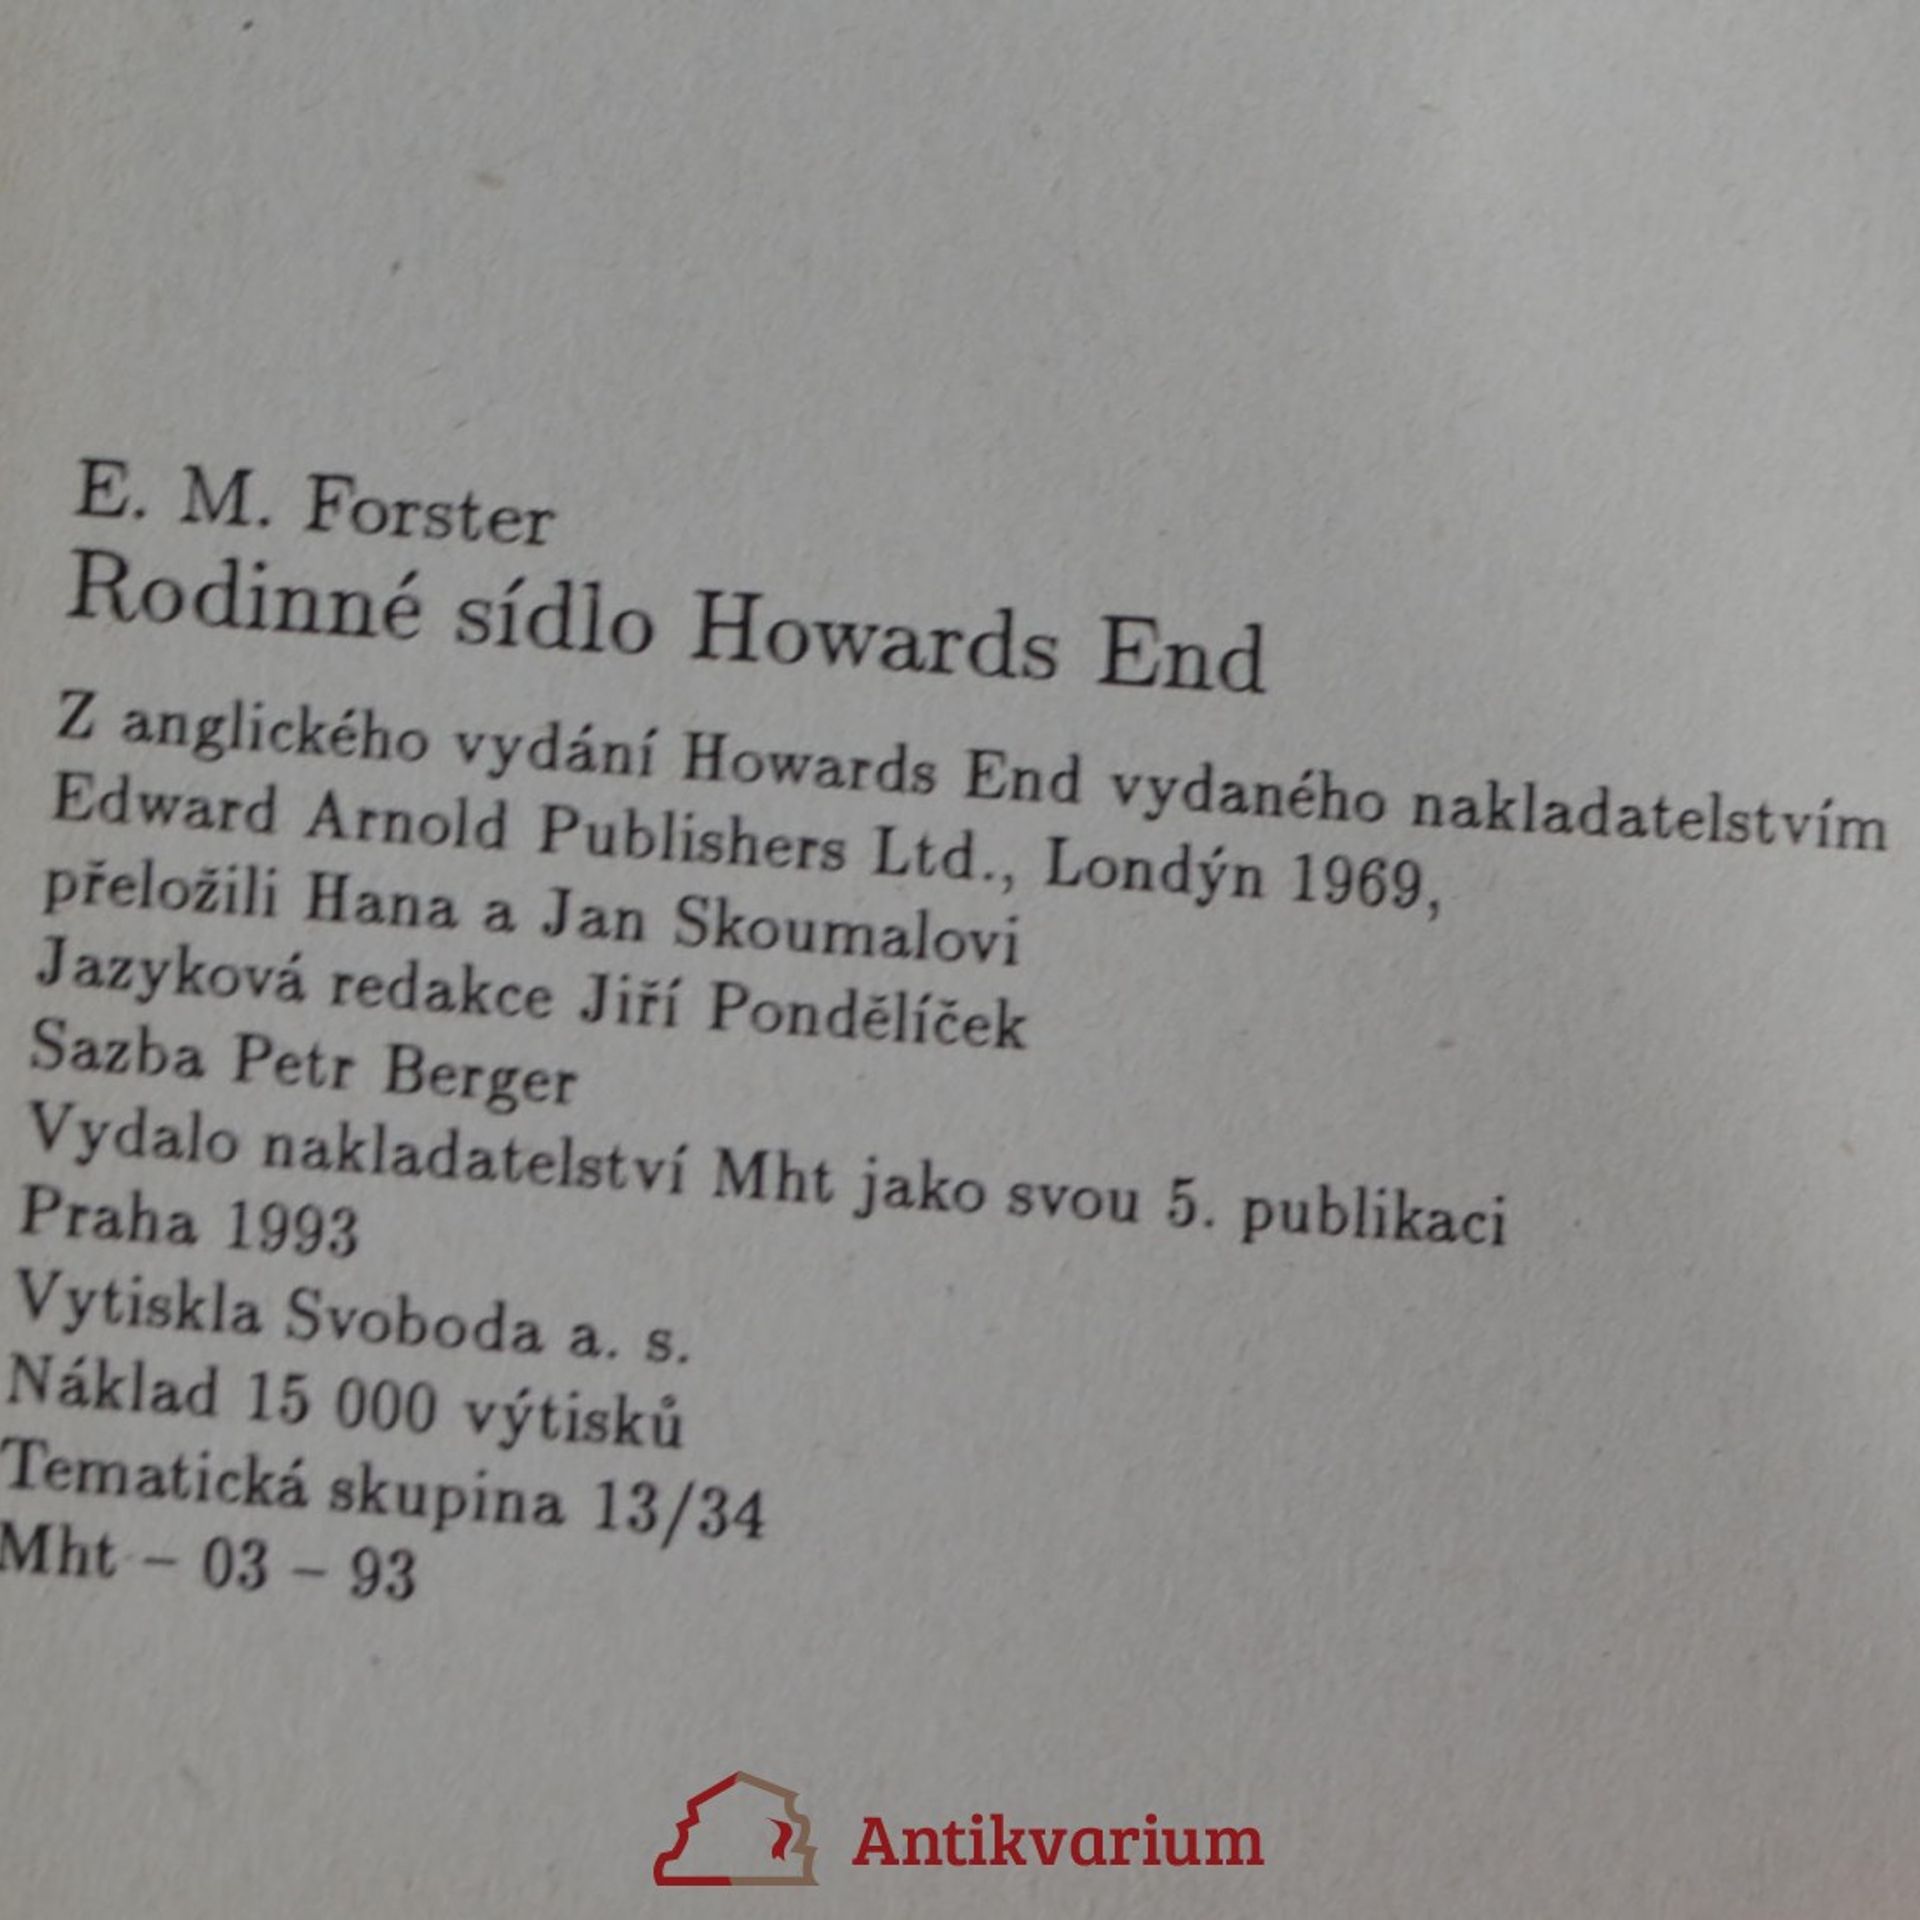 E. M. Forster
Rodinné sídlo Howards End
Z anglického vydání Howards End vydaného nakladatelstvím
Edward Arnold Publishers Ltd., Londýn 1969,
přeložili Hana a Jan Skoumalovi
Jazyková redakce Jiří Pondělíček
Sazba Petr Berger
Vydalo nakladatelství Mht jako svou 5. publikaci
Praha 1993
Vytiskla Svoboda a. s.
Náklad 15 000 výtisků
Tematická skupina 13/34
Mht – 03 – 93
Antikvarium